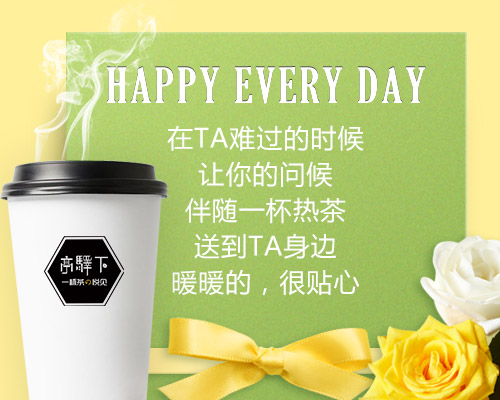 HAPPY EVERY DAY
在TA难过的时候
让你的问候
伴随一杯热茶
送到TA身边
暖暖的，很贴心
亭驛下
一杯茶の悦见